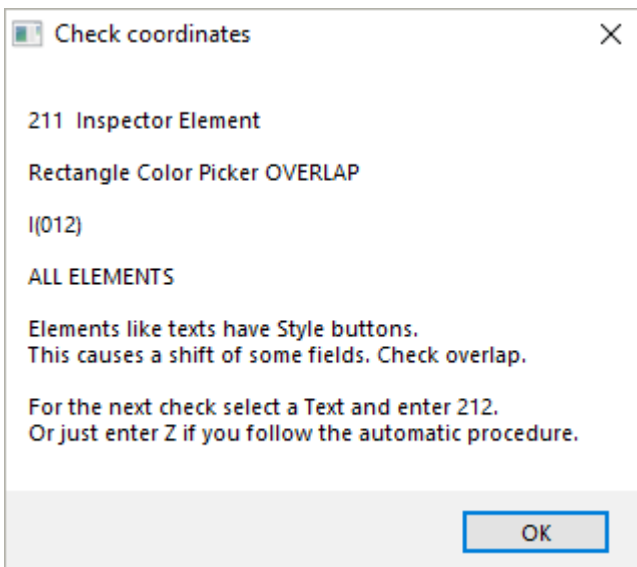 Check coordinates
211  Inspector Element
Rectangle Color Picker OVERLAP
I(012)
ALL ELEMENTS
Elements like texts have Style buttons.
This causes a shift of some fields. Check overlap.
For the next check select a Text and enter 212.
Or just enter Z if you follow the automatic procedure.
OK